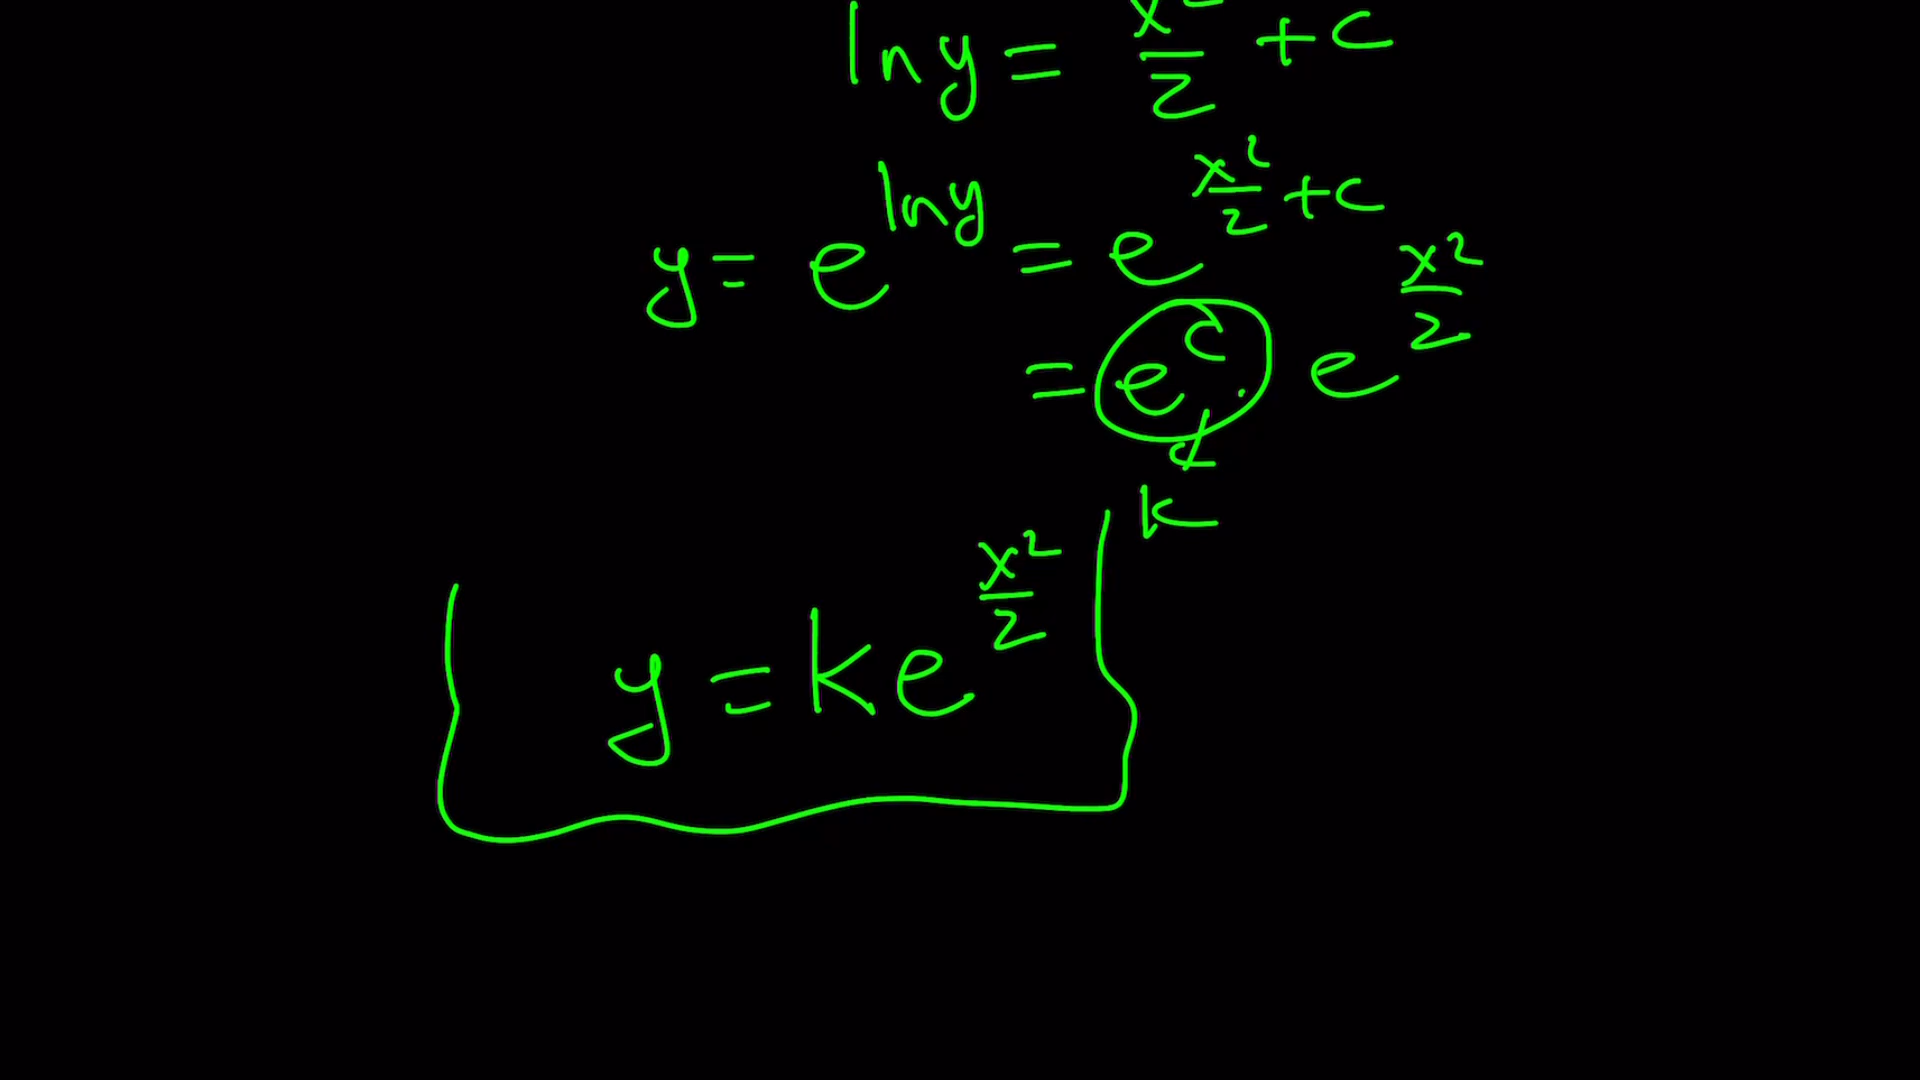 ln y = x²/2 + c
y = e^(ln y) = e^(x²/2 + c)
= e^c · e^(x²/2)
k
y = ke^(x²/2)